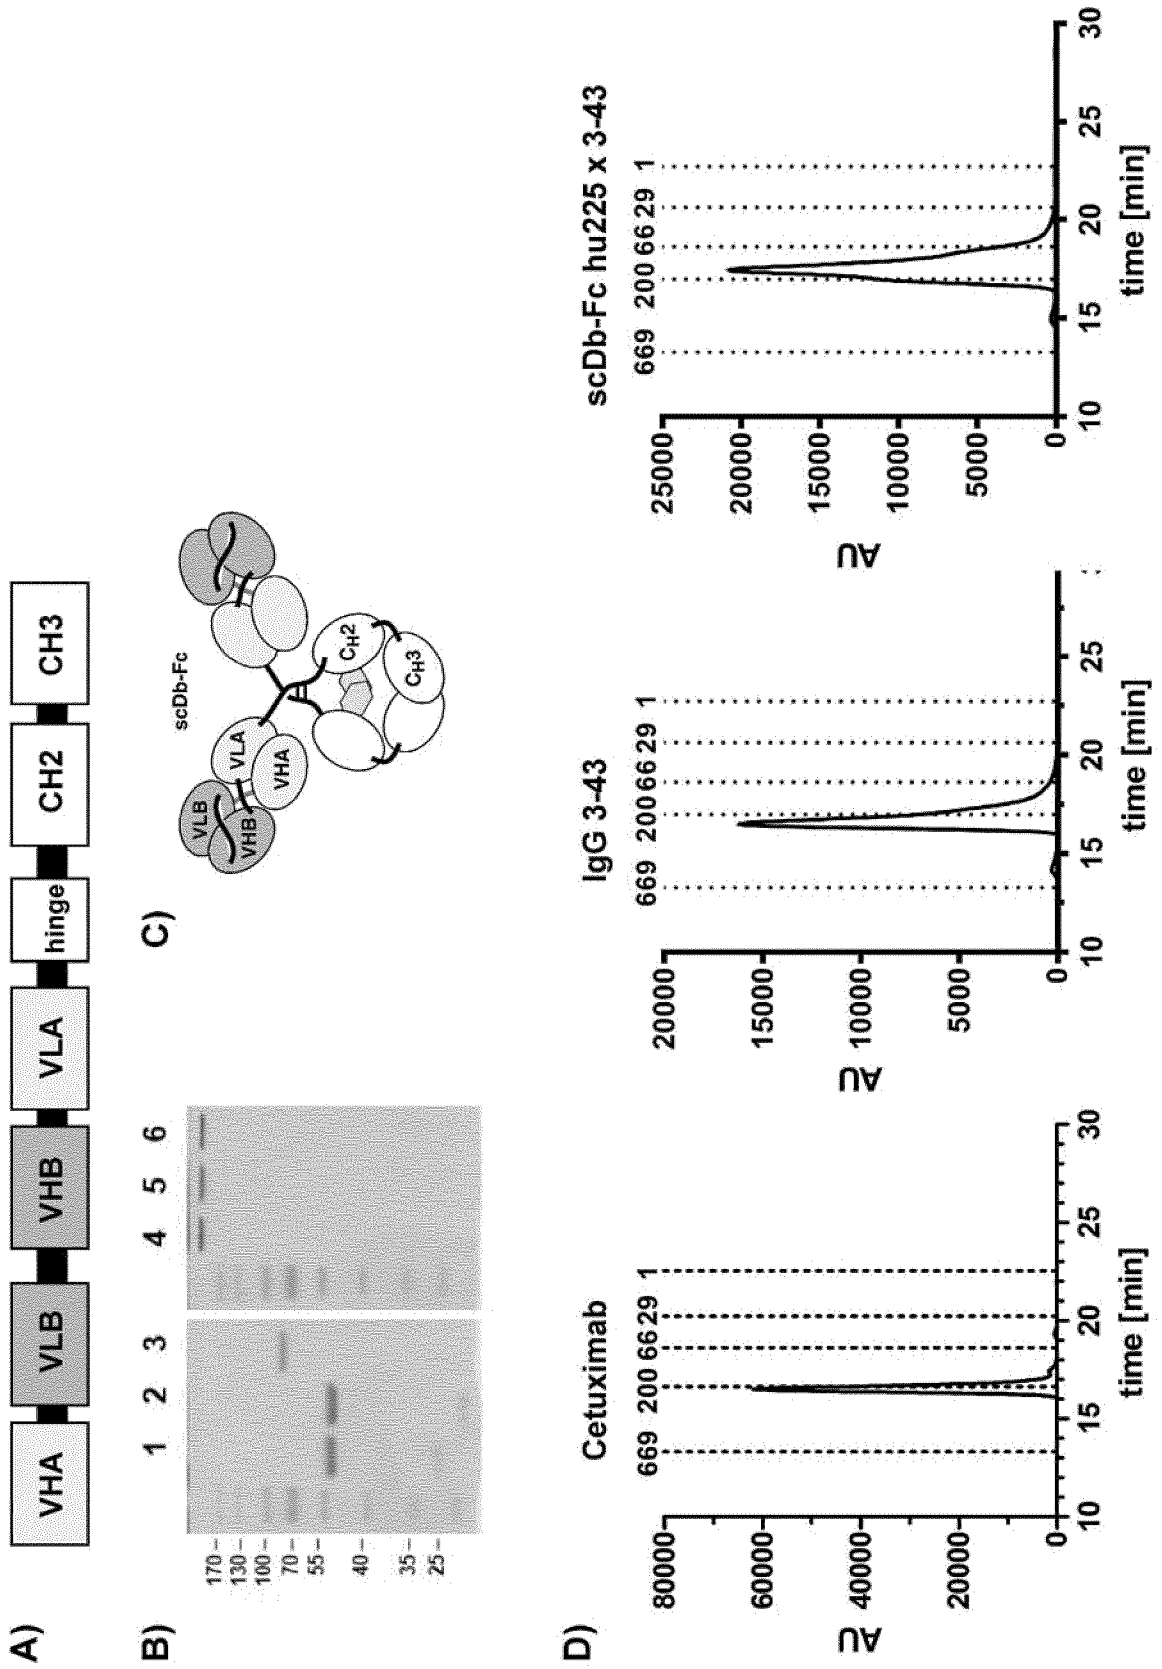 A)
VHA VLB VHB VLA hinge CH2 CH3
B)
1 2 3 4 5 6
170
130
100
70
55
40
35
25
C)
scDb-Fc
VLB
VHB
VLA
VHA
CH2
CH3
D)
Cetuximab
669 200 66 29 1
80000
60000
40000
20000
0
AU
10 15 20 25 30
time [min]
IgG 3-43
669 200 66 29 1
20000
15000
10000
5000
0
AU
10 15 20 25
time [min]
scDb-Fc hu225 x 3-43
669 200 66 29 1
25000
20000
15000
10000
5000
0
AU
10 15 20 25 30
time [min]